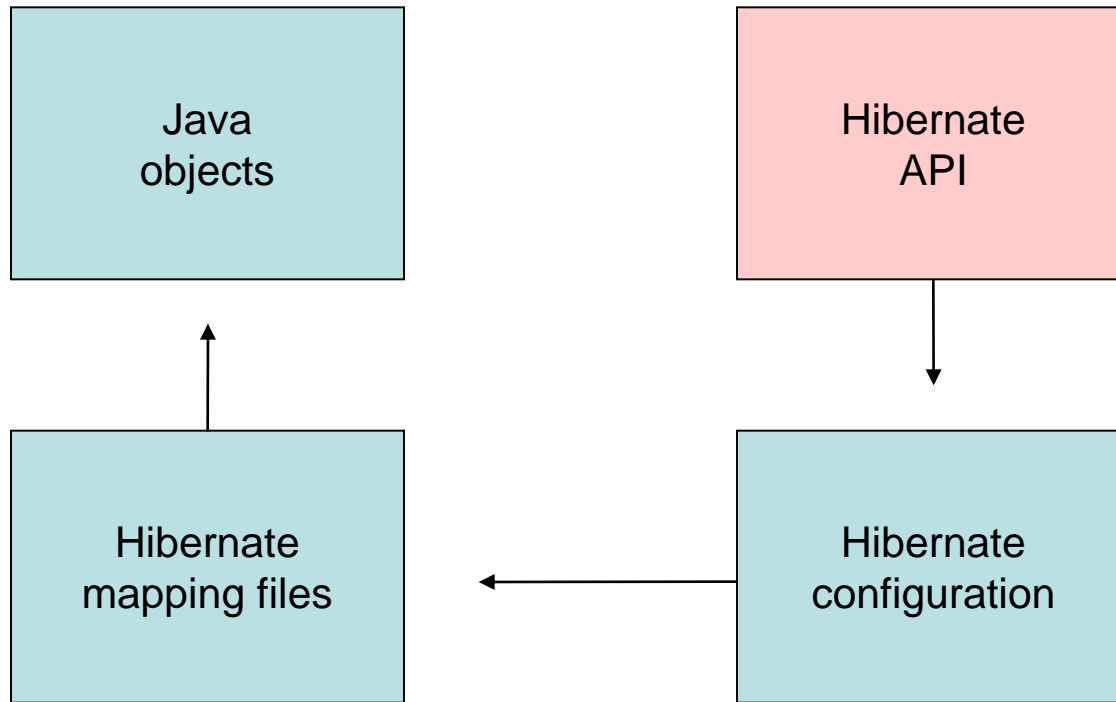 Java
objects
Hibernate
API
Hibernate
mapping files
Hibernate
configuration